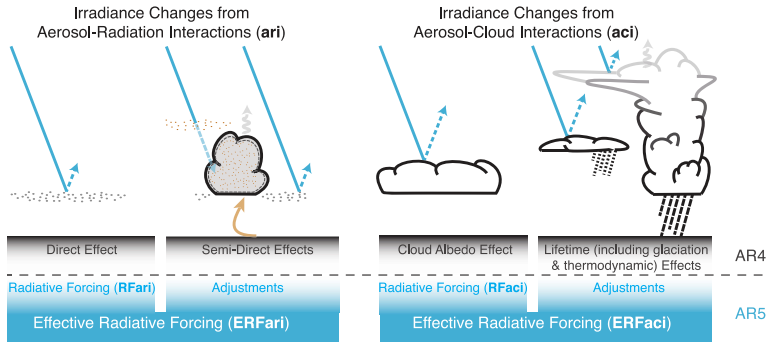 Irradiance Changes from
Aerosol-Radiation Interactions (ari)
Irradiance Changes from
Aerosol-Cloud Interactions (aci)
Direct Effect
Semi-Direct Effects
Cloud Albedo Effect
Lifetime (including glaciation
& thermodynamic) Effects
AR4
Radiative Forcing (RFari)
Adjustments
Radiative Forcing (RFaci)
Adjustments
AR5
Effective Radiative Forcing (ERFari)
Effective Radiative Forcing (ERFaci)